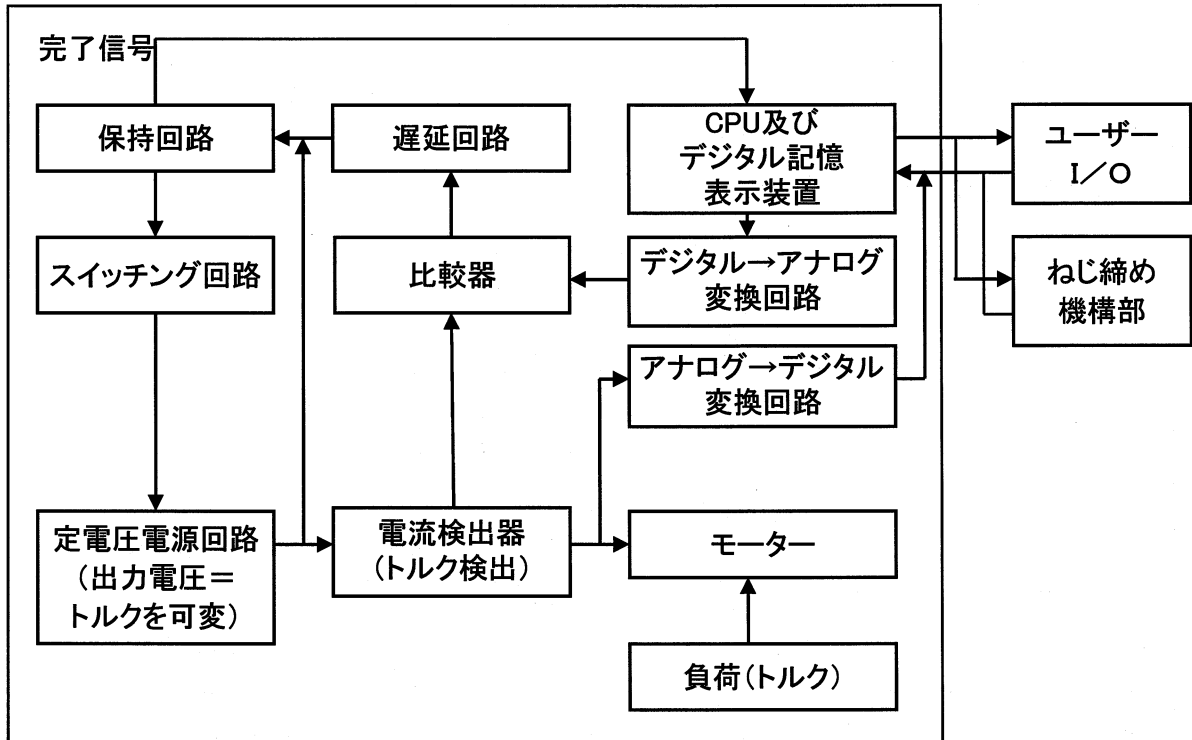 完了信号
保持回路
遅延回路
CPU及び
デジタル記憶
表示装置
ユーザー
I/O
スイッチング回路
比較器
デジタル→アナログ
変換回路
ねじ締め
機構部
アナログ→デジタル
変換回路
定電圧電源回路
(出力電圧=
トルクを可変)
電流検出器
(トルク検出)
モーター
負荷(トルク)